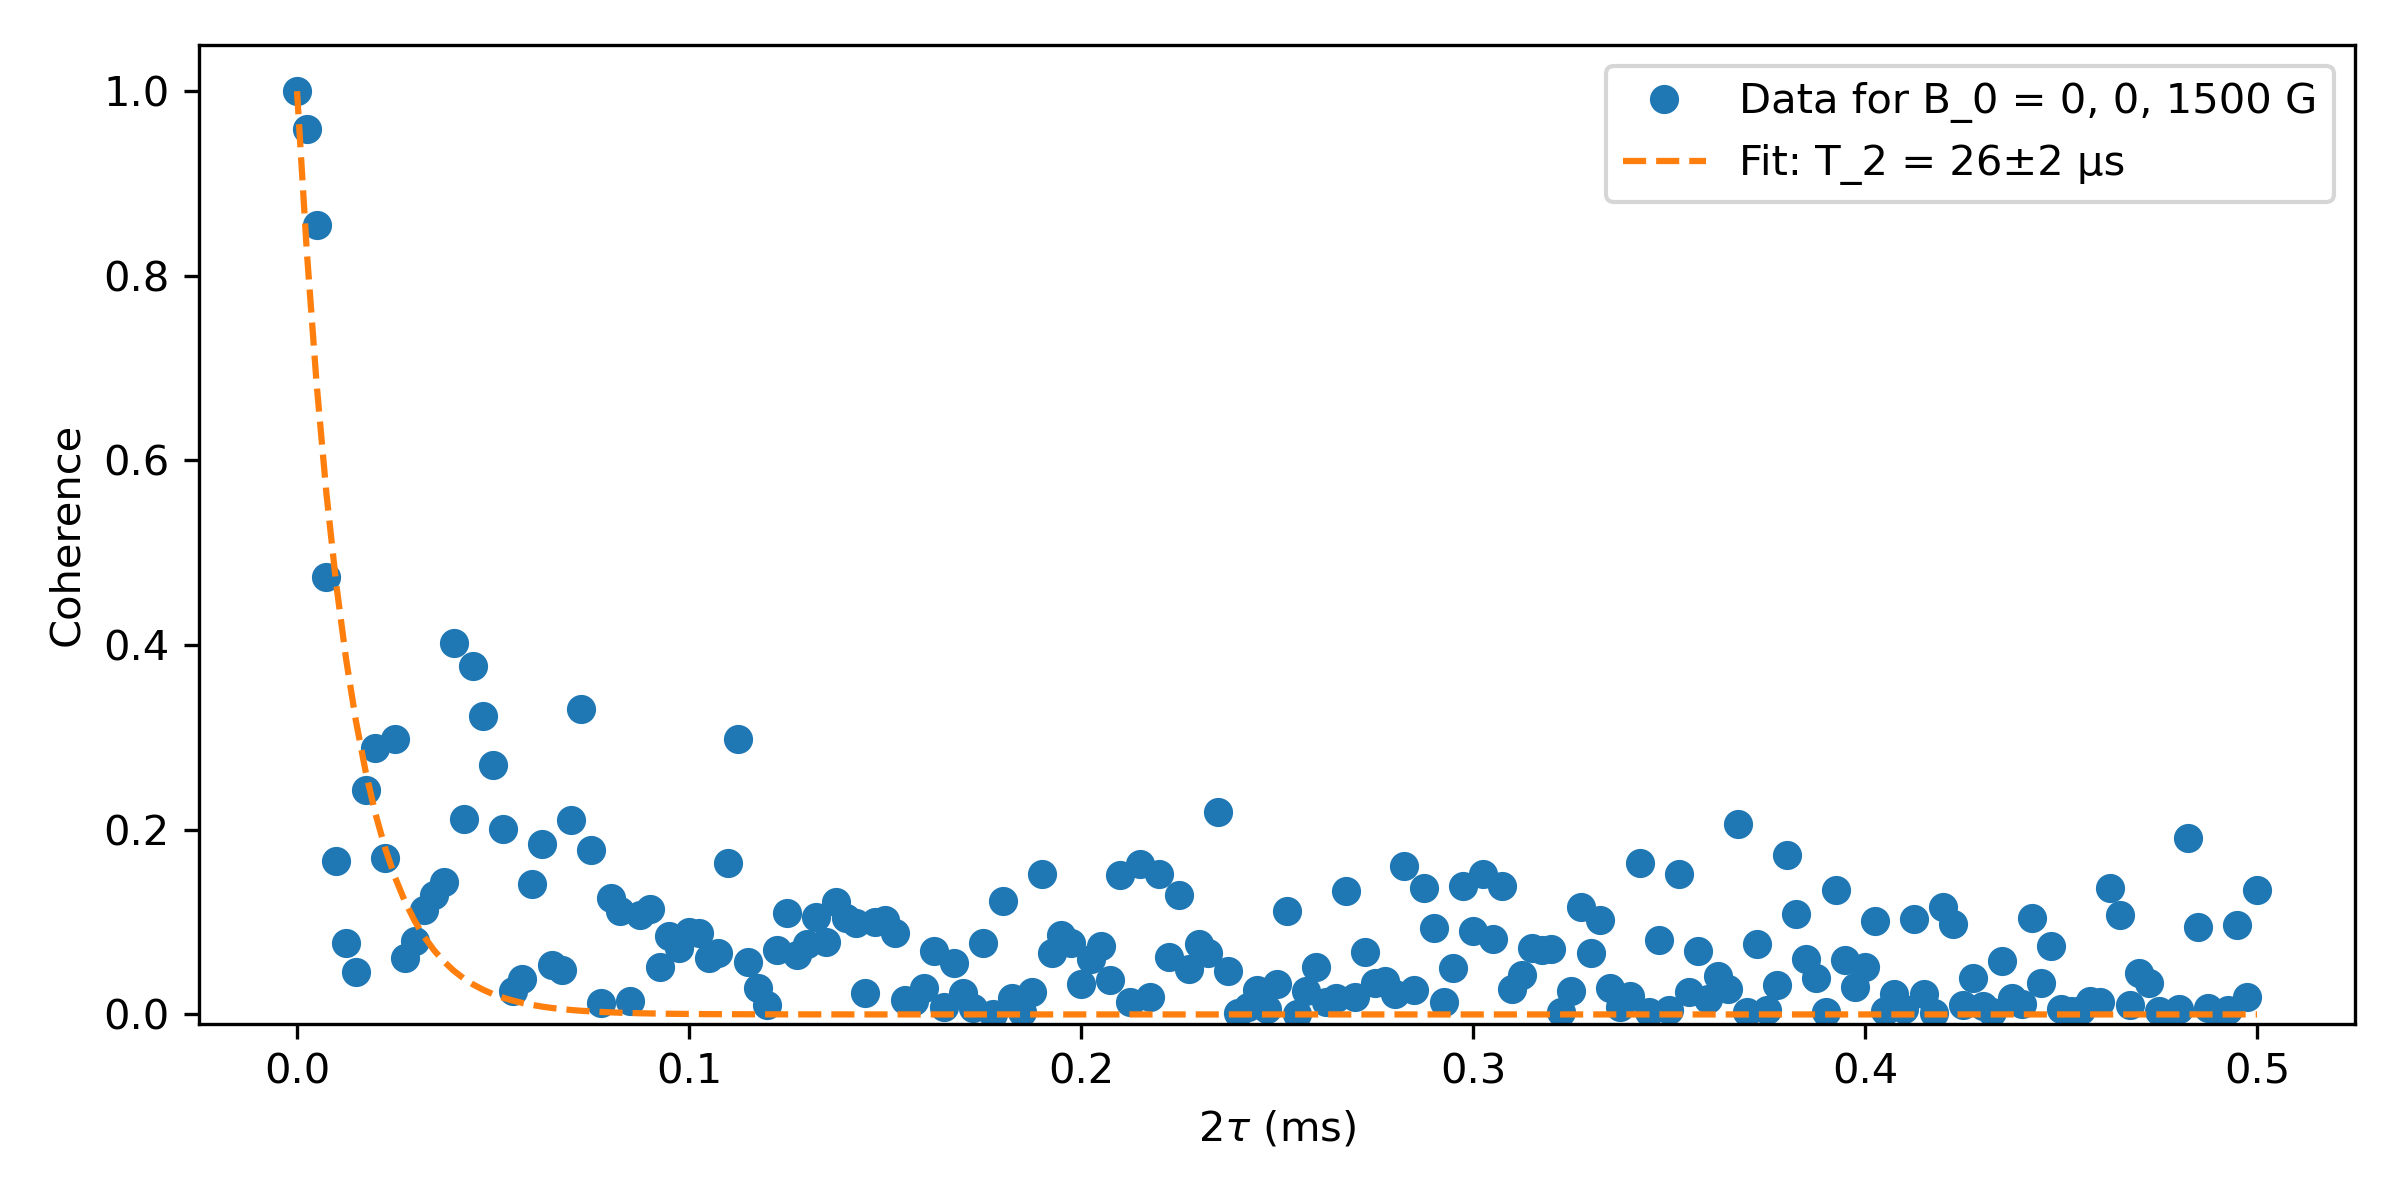 Data for B_0 = 0, 0, 1500 G
Fit: T_2 = 26±2 µs
Coherence
1.0
0.8
0.6
0.4
0.2
0.0
0.0 0.1 0.2 0.3 0.4 0.5
2τ (ms)